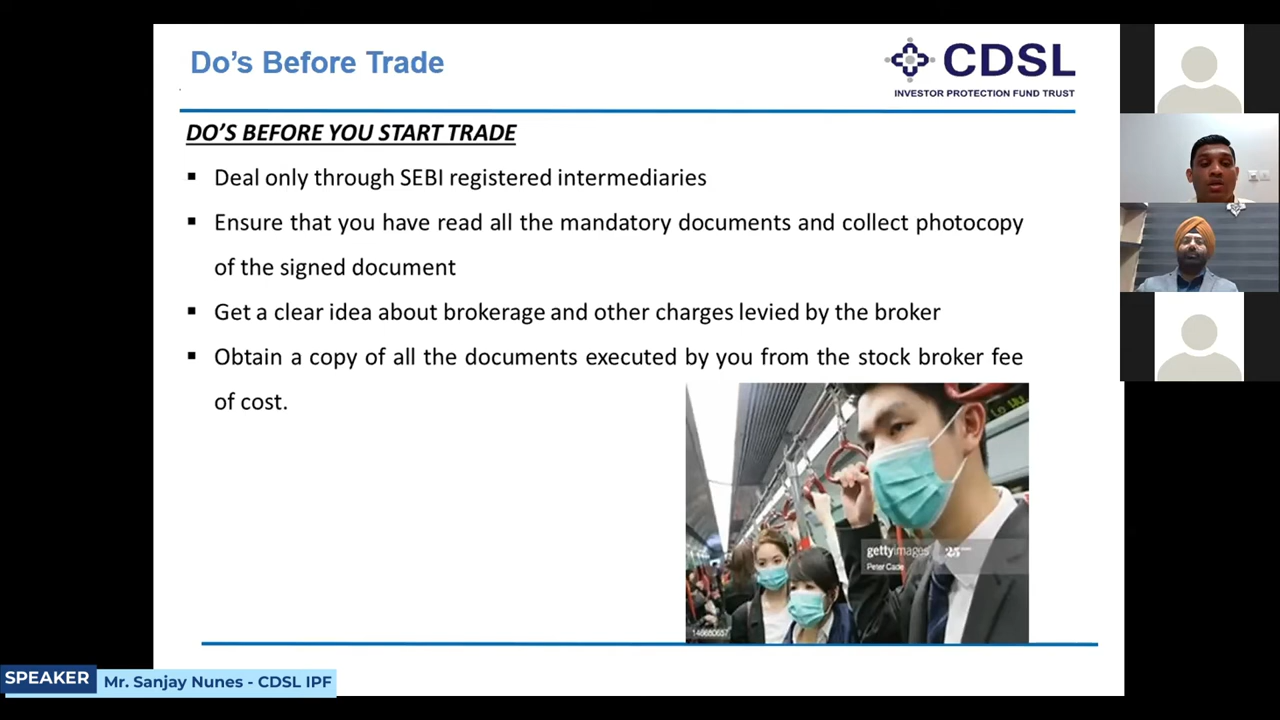 Do's Before Trade
CDSL
INVESTOR PROTECTION FUND TRUST
DO'S BEFORE YOU START TRADE
▪ Deal only through SEBI registered intermediaries
▪ Ensure that you have read all the mandatory documents and collect photocopy
of the signed document
▪ Get a clear idea about brokerage and other charges levied by the broker
▪ Obtain a copy of all the documents executed by you from the stock broker fee
of cost.
gettyimages
Peter Cade
SPEAKER
Mr. Sanjay Nunes - CDSL IPF